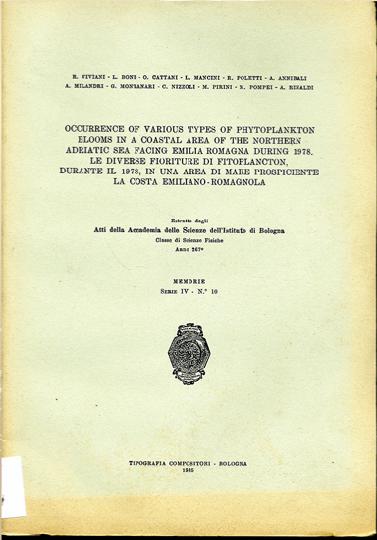 R. VIVIANI - L. BONI - O. CATTANI - L. MANCINI - R. POLETTI - A. ANNIBALI
A. MILANDRI - G. MONTANARI - C. NIZZOLI - M. PIRINI - R. POMPEI - A. RINALDI
OCCURRENCE OF VARIOUS TYPES OF PHYTOPLANKTON
BLOOMS IN A COASTAL AREA OF THE NORTHERN
ADRIATIC SEA FACING EMILIA ROMAGNA DURING 1978.
LE DIVERSE FIORITURE DI FITOPLANCTON,
DURANTE IL 1978, IN UNA AREA DI MARE PROSPICIENTE
LA COSTA EMILIANO-ROMAGNOLA
Estratto dagli
Atti della Accademia delle Scienze dell'Istituto di Bologna
Classe di Scienze Fisiche
Anno 267°
MEMORIE
SERIE IV - N.° 10
TIPOGRAFIA COMPOSITORI - BOLOGNA